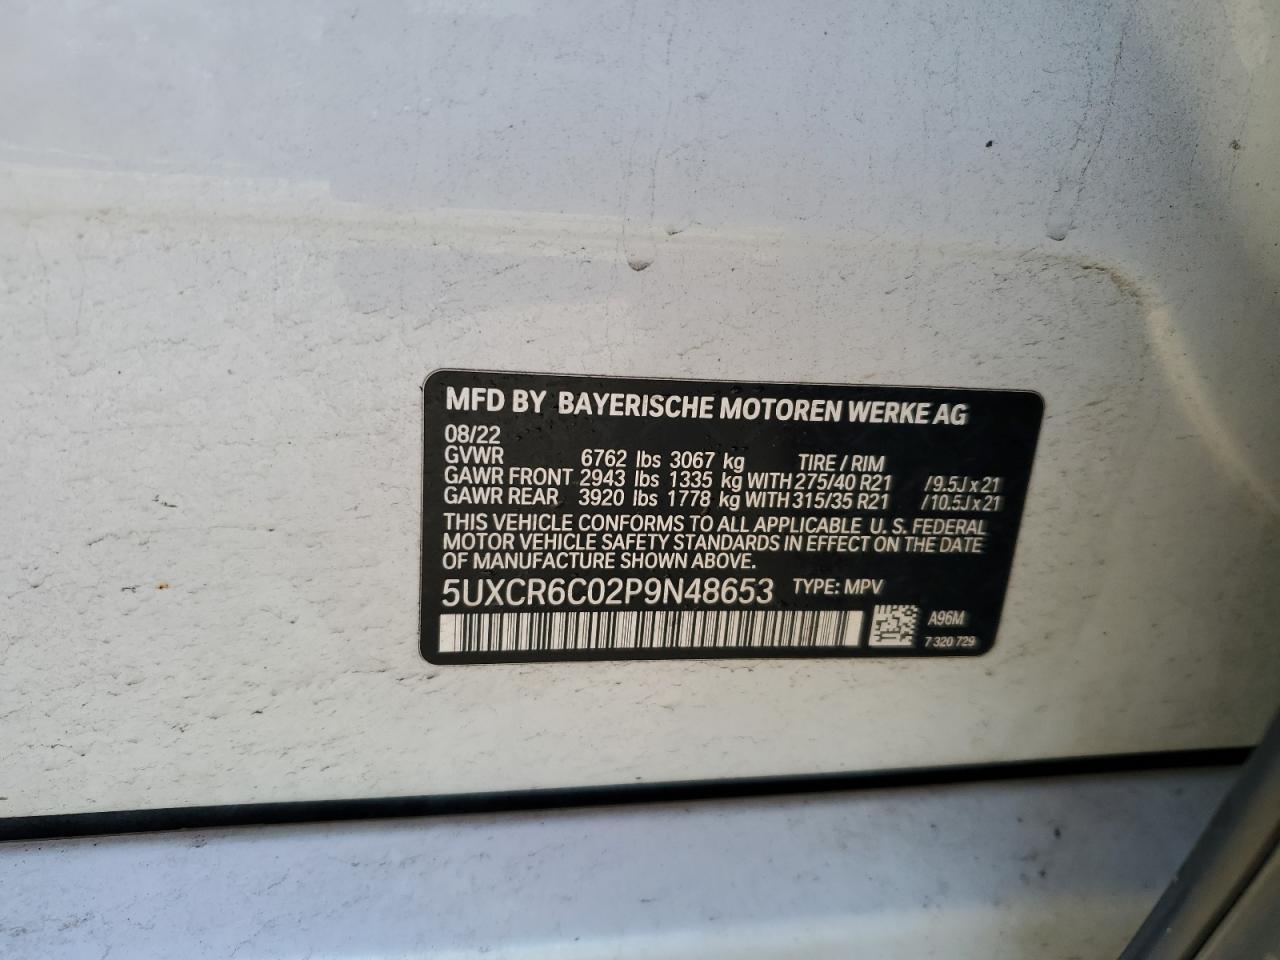 MFD BY BAYERISCHE MOTOREN WERKE AG
08/22
GVWR 6762 lbs 3067 kg TIRE / RIM
GAWR FRONT 2943 lbs 1335 kg WITH 275/40 R21 /9.5J x 21
GAWR REAR 3920 lbs 1778 kg WITH 315/35 R21 /10.5J x 21
THIS VEHICLE CONFORMS TO ALL APPLICABLE U. S. FEDERAL
MOTOR VEHICLE SAFETY STANDARDS IN EFFECT ON THE DATE
OF MANUFACTURE SHOWN ABOVE.
5UXCR6C02P9N48653 TYPE: MPV
A96M
7 320 729